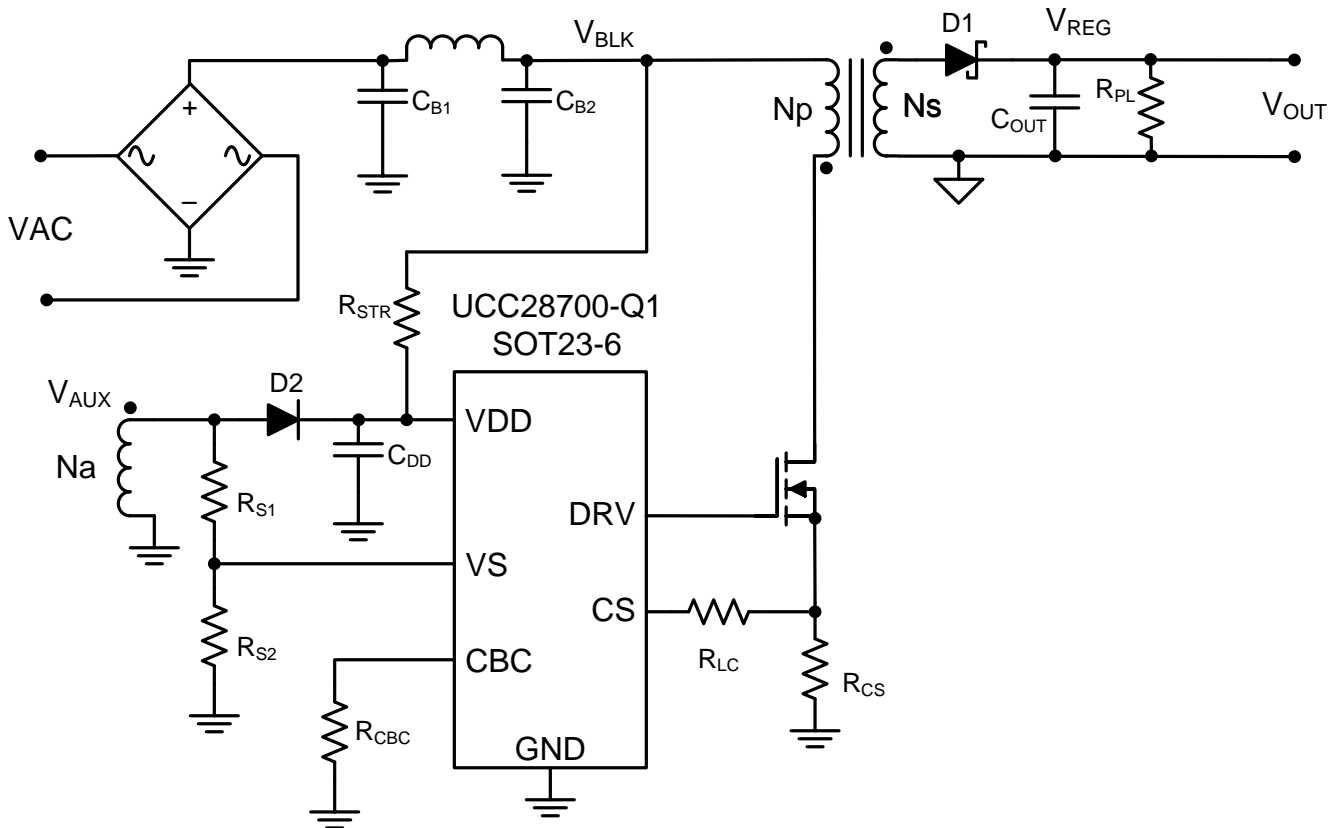 D1
V_REG
V_BLK
C_B1
C_B2
Np
Ns
C_OUT
R_PL
V_OUT
+
−
VAC
R_STR
UCC28700-Q1
SOT23-6
V_AUX
D2
VDD
C_DD
Na
R_S1
DRV
VS
CS
R_S2
CBC
R_LC
R_CS
R_CBC
GND